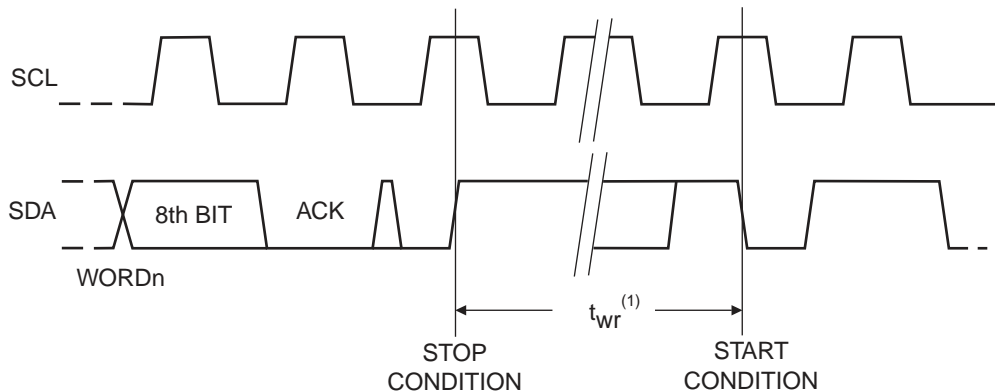 SCL
SDA
8th BIT
ACK
WORDn
twr(1)
STOP
CONDITION
START
CONDITION